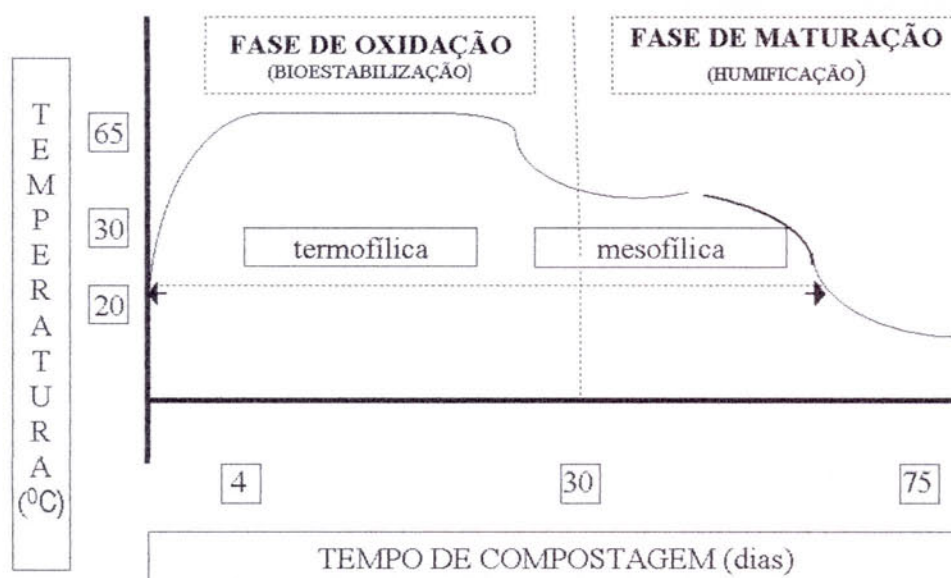 FASE DE OXIDAÇÃO
(BIOESTABILIZAÇÃO)
FASE DE MATURAÇÃO
(HUMIFICAÇÃO)
TEMPERATURA
(⁰C)
65
30
20
termofílica
mesofílica
4
30
75
TEMPO DE COMPOSTAGEM (dias)